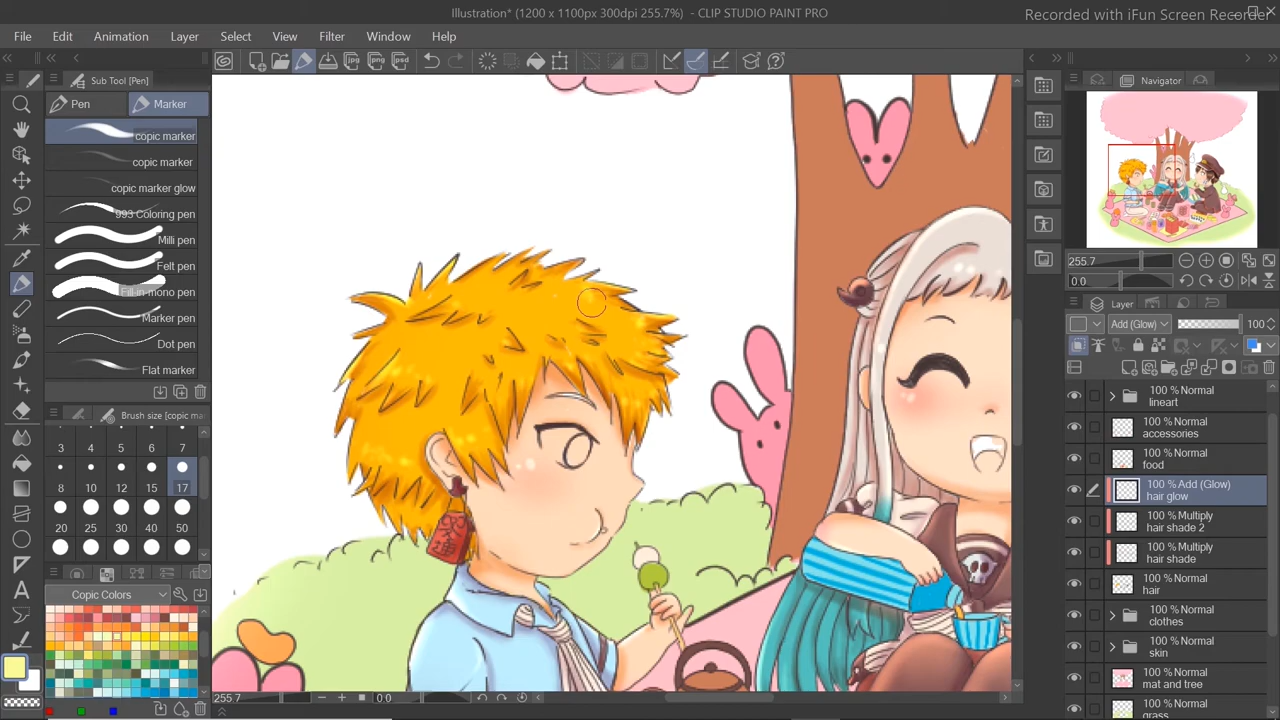 Illustration* (1200 x 1100px 300dpi 255.7%) - CLIP STUDIO PAINT PRO
Recorded with iFun Screen Recorder
File Edit Animation Layer Select View Filter Window Help
Sub Tool [Pen]
Navigator
Pen Marker
copic marker
copic marker
copic marker glow
993 Coloring pen
Milli pen
Felt pen
Fill-in-mono pen
Marker pen
Dot pen
Flat marker
Brush size [copic ma
3 4 5 6 7
8 10 12 15 17
20 25 30 40 50
Copic Colors
255.7
0.0
Layer
Add (Glow) 100
100 % Normal
lineart
100 % Normal
accessories
100 % Normal
food
100 % Add (Glow)
hair glow
100 % Multiply
hair shade 2
100 % Multiply
hair shade
100 % Normal
hair
100 % Normal
clothes
100 % Normal
skin
100 % Normal
mat and tree
100 % Normal
grass
255.7 0.0